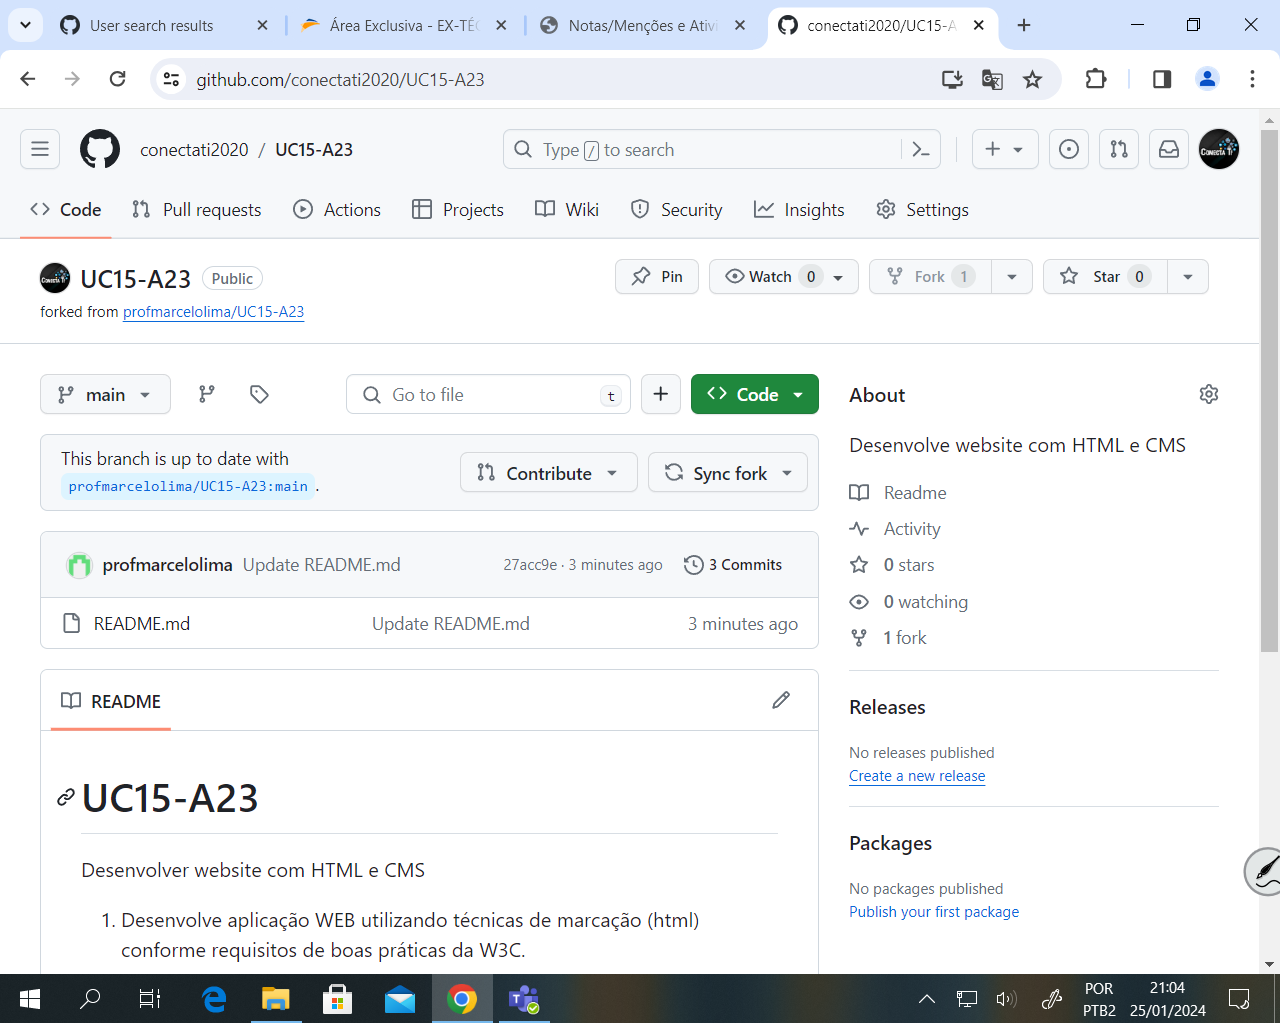 User search results
Área Exclusiva - EX-TÉC
Notas/Menções e Ativi
conectati2020/UC15-A
github.com/conectati2020/UC15-A23
conectati2020 / UC15-A23
Type / to search
CONECTA TI
Code
Pull requests
Actions
Projects
Wiki
Security
Insights
Settings
CONECTA TI
UC15-A23
Public
Pin
Watch 0
Fork 1
Star 0
forked from profmarcelolima/UC15-A23
main
Go to file
t
Code
About
This branch is up to date with
profmarcelolima/UC15-A23:main .
Contribute
Sync fork
Desenvolve website com HTML e CMS
Readme
Activity
0 stars
0 watching
1 fork
profmarcelolima Update README.md
27acc9e · 3 minutes ago
3 Commits
README.md
Update README.md
3 minutes ago
README
Releases
No releases published
Create a new release
UC15-A23
Packages
No packages published
Publish your first package
Desenvolver website com HTML e CMS
1. Desenvolve aplicação WEB utilizando técnicas de marcação (html)
conforme requisitos de boas práticas da W3C.
POR
PTB2
21:04
25/01/2024